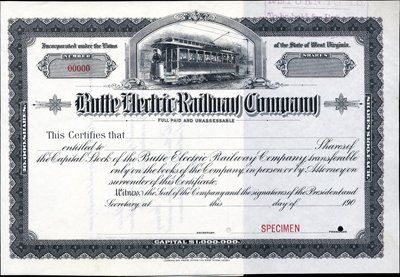 Incorporated under the Laws
of the State of West Virginia.
NUMBER
SHARES
00000
Butte Electric Railway Company
FULL PAID AND UNASSESSABLE
This Certifies that
entitled to Shares of
the Capital Stock of the Butte Electric Railway Company, transferable
only on the books of the Company, in person or by Attorney on
surrender of this Certificate.
Witness the Seal of the Company and the signatures of the President and
Secretary, at this day of 190
SECRETARY.
SPECIMEN
CAPITAL $1,000,000.